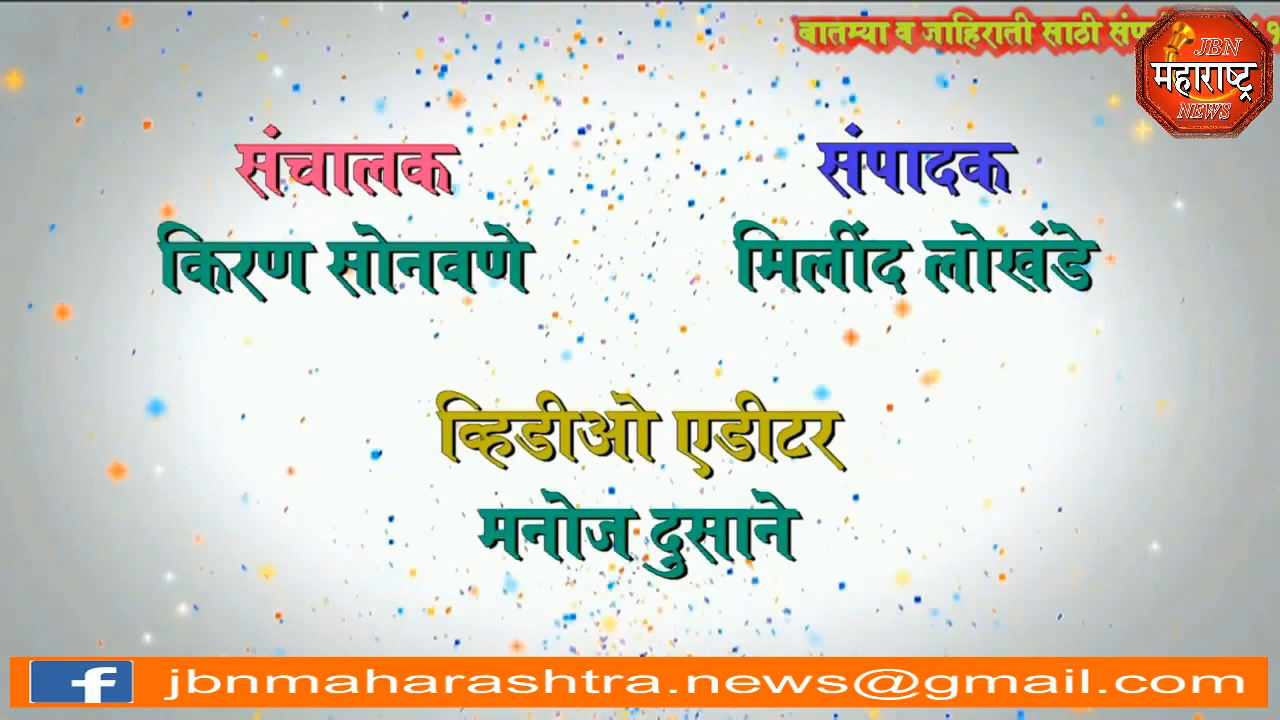 बातम्या व जाहिराती साठी
JBN
महाराष्ट्र
NEWS
संचालक
किरण सोनवणे
संपादक
मिलींद लोखंडे
व्हिडीओ एडीटर
मनोज दुसाने
f jbnmaharashtra.news@gmail.com